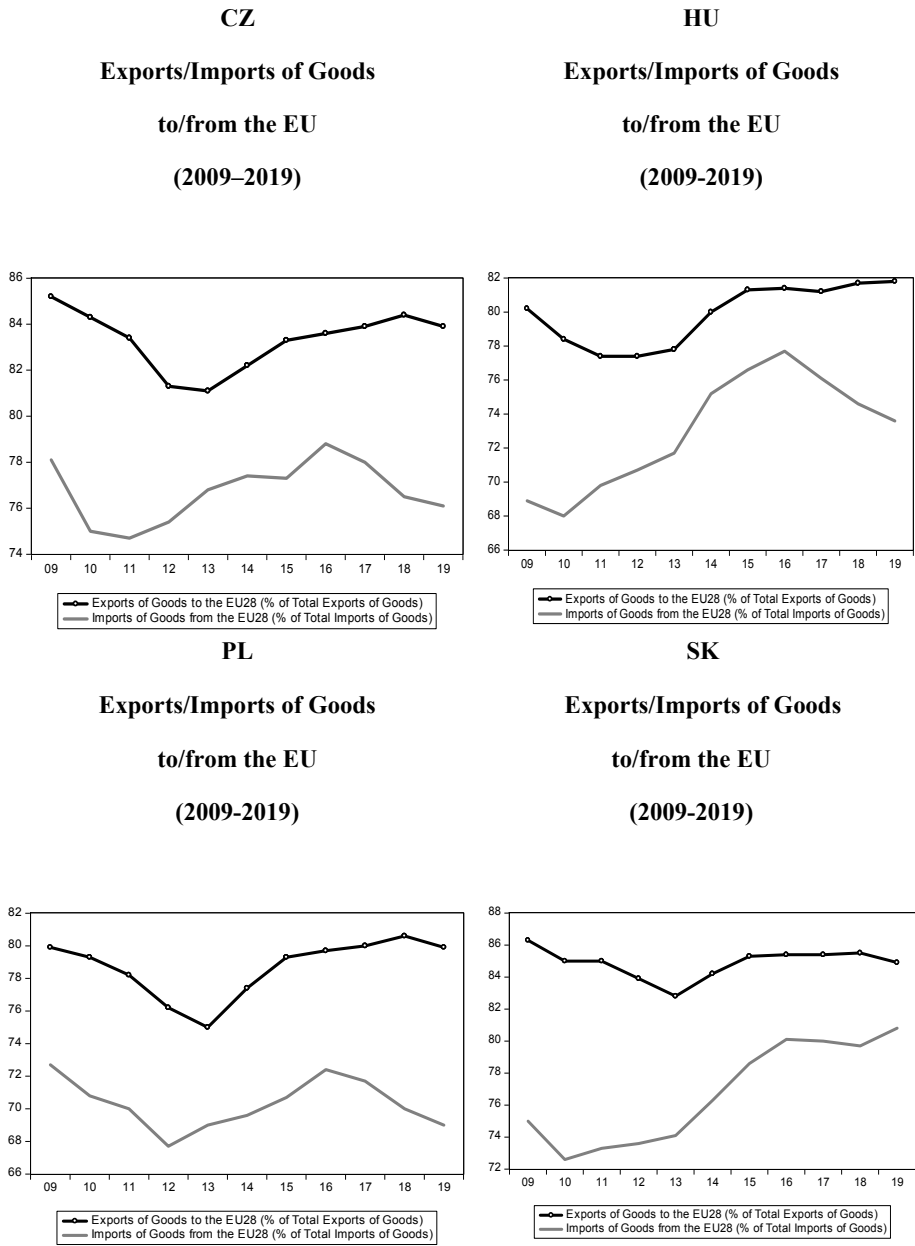 CZ
Exports/Imports of Goods
to/from the EU
(2009–2019)
86
84
82
80
78
76
74
09 10 11 12 13 14 15 16 17 18 19
Exports of Goods to the EU28 (% of Total Exports of Goods)
Imports of Goods from the EU28 (% of Total Imports of Goods)
HU
Exports/Imports of Goods
to/from the EU
(2009-2019)
82
80
78
76
74
72
70
68
66
09 10 11 12 13 14 15 16 17 18 19
Exports of Goods to the EU28 (% of Total Exports of Goods)
Imports of Goods from the EU28 (% of Total Imports of Goods)
PL
Exports/Imports of Goods
to/from the EU
(2009-2019)
82
80
78
76
74
72
70
68
66
09 10 11 12 13 14 15 16 17 18 19
Exports of Goods to the EU28 (% of Total Exports of Goods)
Imports of Goods from the EU28 (% of Total Imports of Goods)
SK
Exports/Imports of Goods
to/from the EU
(2009-2019)
88
86
84
82
80
78
76
74
72
09 10 11 12 13 14 15 16 17 18 19
Exports of Goods to the EU28 (% of Total Exports of Goods)
Imports of Goods from the EU28 (% of Total Imports of Goods)